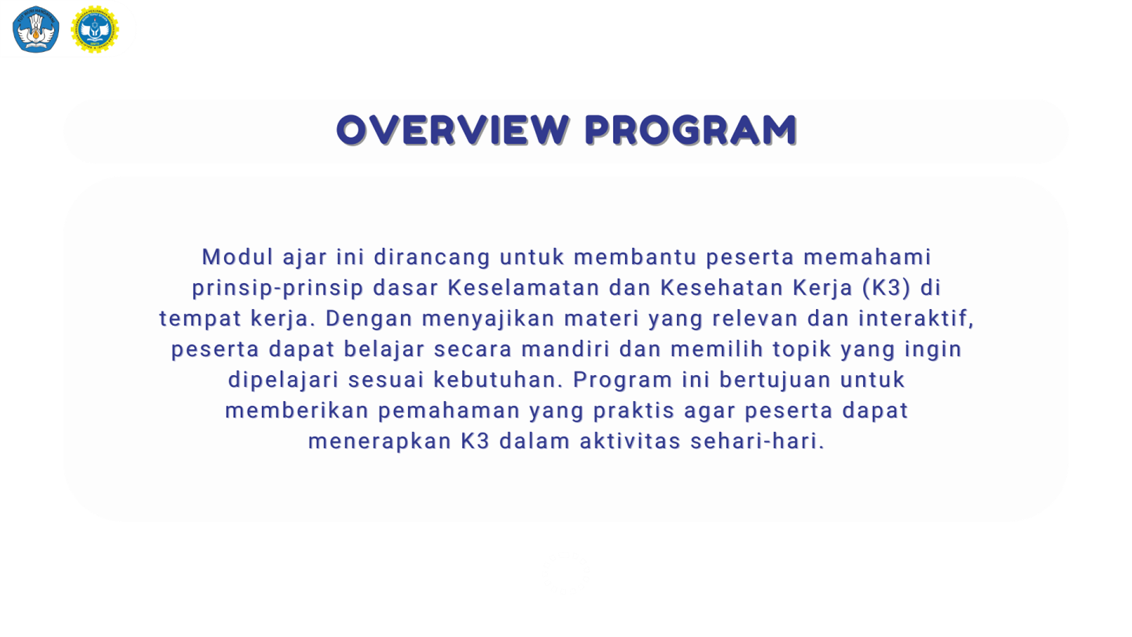 OVERVIEW PROGRAM
Modul ajar ini dirancang untuk membantu peserta memahami
prinsip-prinsip dasar Keselamatan dan Kesehatan Kerja (K3) di
tempat kerja. Dengan menyajikan materi yang relevan dan interaktif,
peserta dapat belajar secara mandiri dan memilih topik yang ingin
dipelajari sesuai kebutuhan. Program ini bertujuan untuk
memberikan pemahaman yang praktis agar peserta dapat
menerapkan K3 dalam aktivitas sehari-hari.